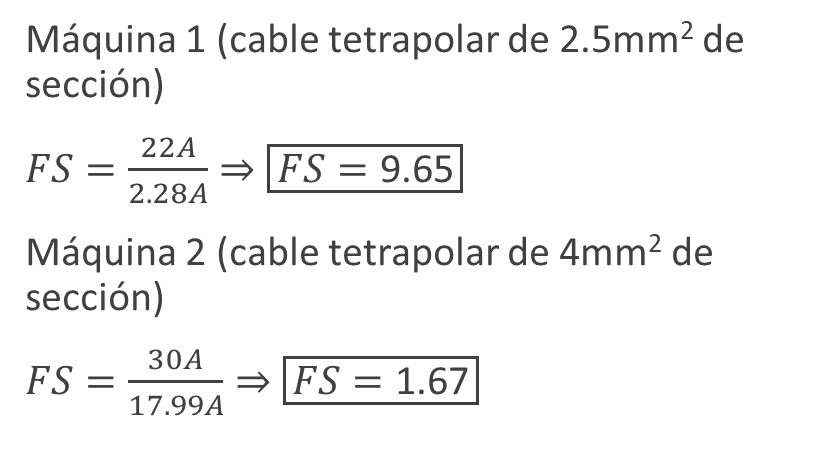 Máquina 1 (cable tetrapolar de 2.5mm² de
sección)
FS = 22A/2.28A ⇒ FS = 9.65
Máquina 2 (cable tetrapolar de 4mm² de
sección)
FS = 30A/17.99A ⇒ FS = 1.67